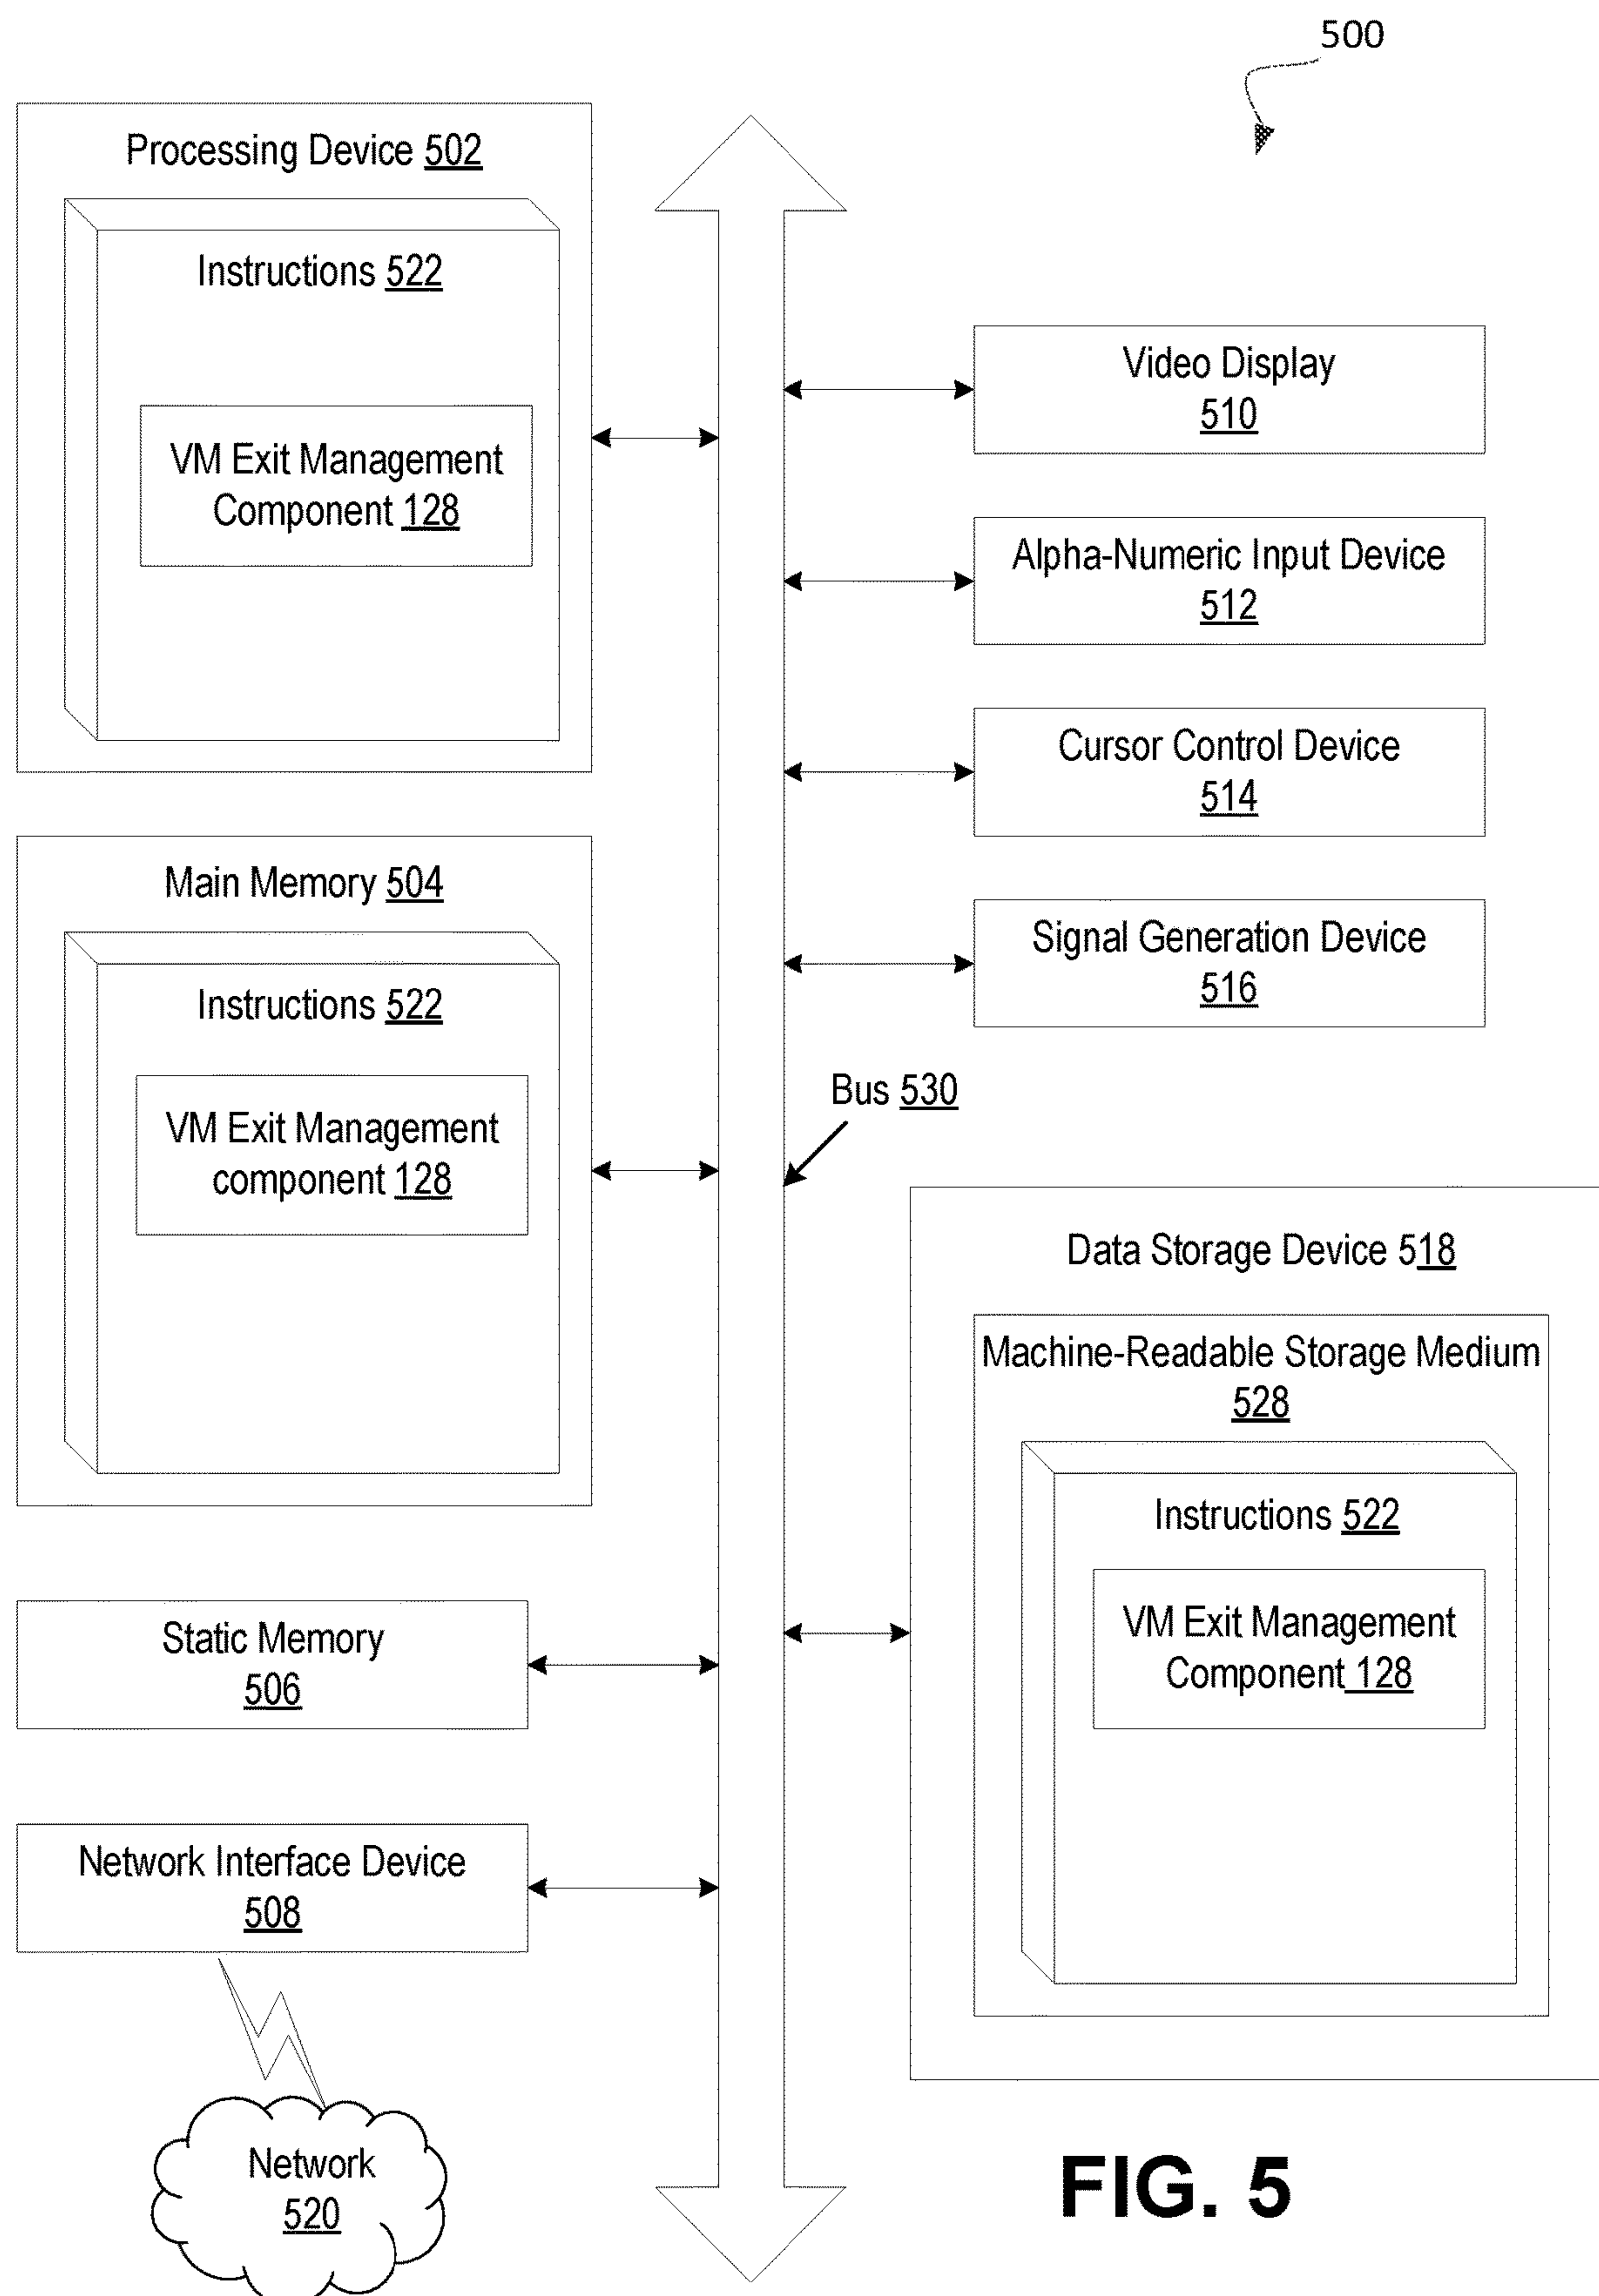 500
Processing Device 502
Instructions 522
VM Exit Management
Component 128
Main Memory 504
Instructions 522
VM Exit Management
component 128
Static Memory
506
Network Interface Device
508
Network
520
Video Display
510
Alpha-Numeric Input Device
512
Cursor Control Device
514
Signal Generation Device
516
Bus 530
Data Storage Device 518
Machine-Readable Storage Medium
528
Instructions 522
VM Exit Management
Component 128
FIG. 5